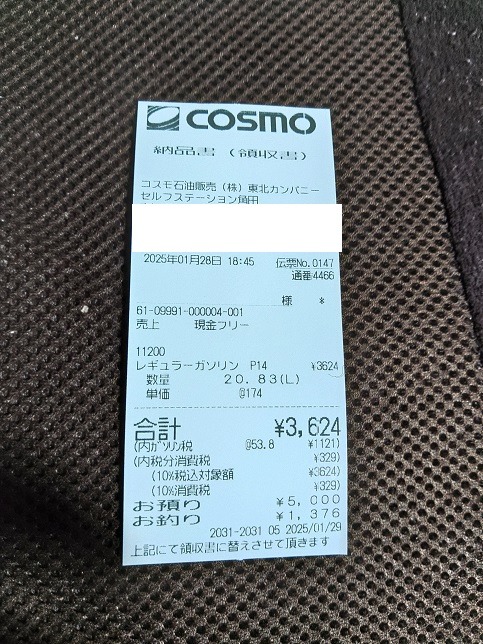 COSMO
納品書(領収書)
コスモ石油販売(株)東北カンパニー
セルフステーション角田
2025年01月28日 18:45 伝票No.0147
通番4466
様 *
61-09991-000004-001
売上 現金フリー
11200
レギュラーガソリン P14 ¥3624
数量 20.83(L)
単価 @174
合計 ¥3,624
(内ガソリン税 @53.8 ¥1121)
(内税分消費税 ¥329)
(10%税込対象額 ¥3624)
(10%消費税 ¥329)
お預り ¥5,000
お釣り ¥1,376
2031-2031 05 2025/01/29
上記にて領収書に替えさせて頂きます